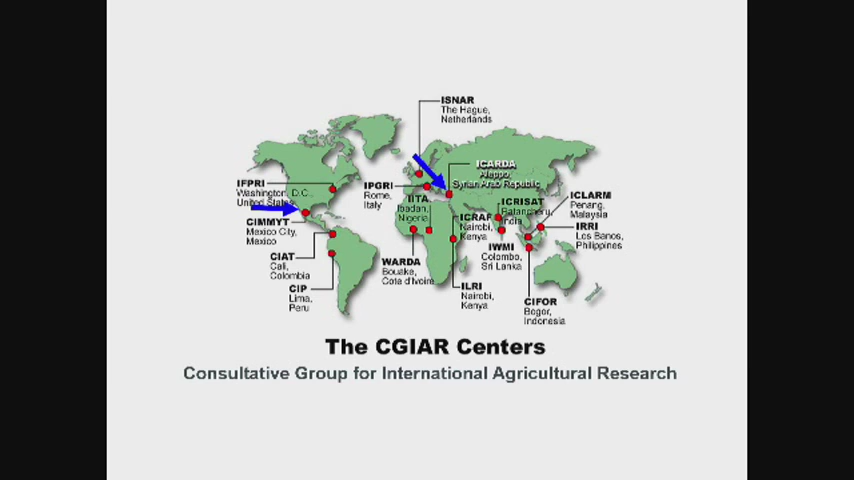 ISNAR
The Hague,
Netherlands
ICARDA
Aleppo,
Syrian Arab Republic
IFPRI
Washington, D.C.
United States
IPGRI
Rome,
Italy
IITA
Ibadan,
Nigeria
ICRISAT
Patancheru,
India
ICLARM
Penang,
Malaysia
CIMMYT
Mexico City,
Mexico
ICRAF
Nairobi,
Kenya
IRRI
Los Banos,
Philippines
IWMI
Colombo,
Sri Lanka
CIAT
Cali,
Colombia
WARDA
Bouake,
Cote d'Ivoire
CIP
Lima,
Peru
ILRI
Nairobi,
Kenya
CIFOR
Bogor,
Indonesia
The CGIAR Centers
Consultative Group for International Agricultural Research